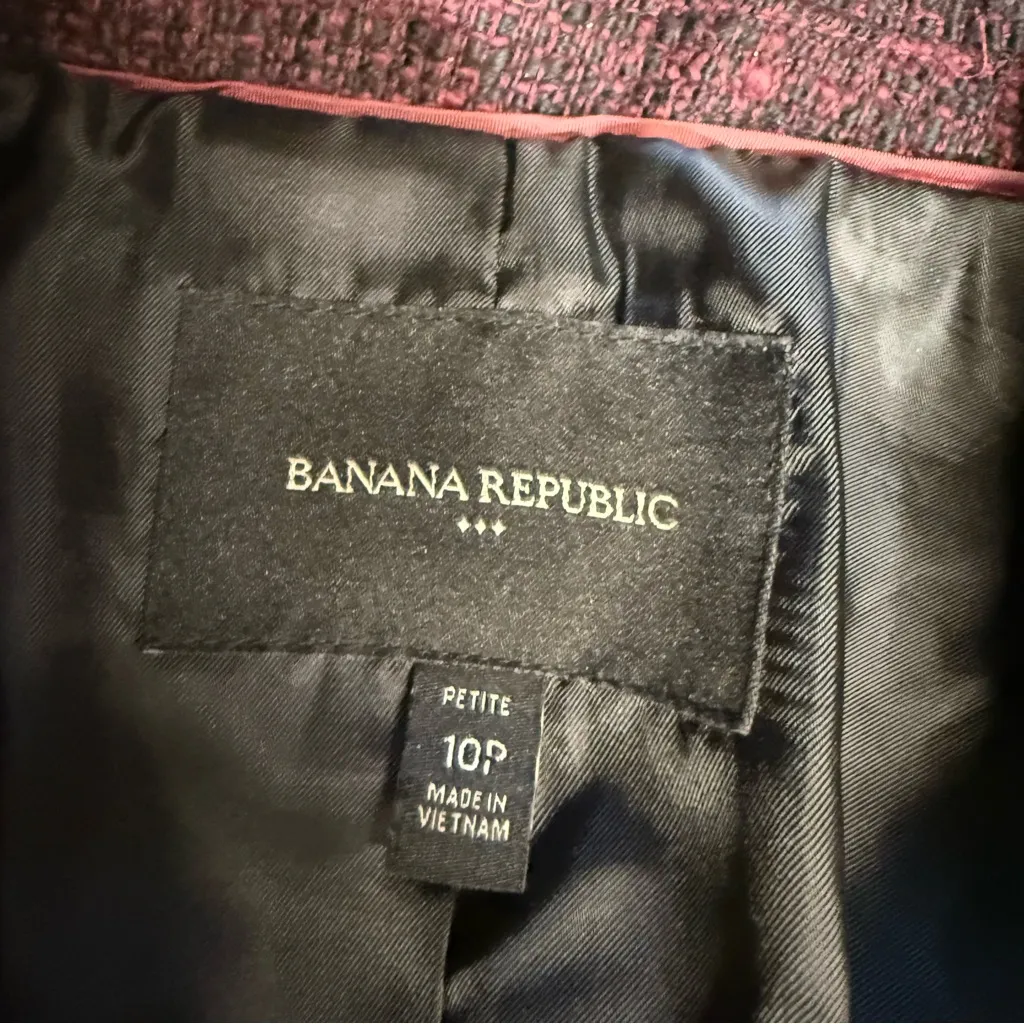 BANANA REPUBLIC
PETITE
10P
MADE IN
VIETNAM